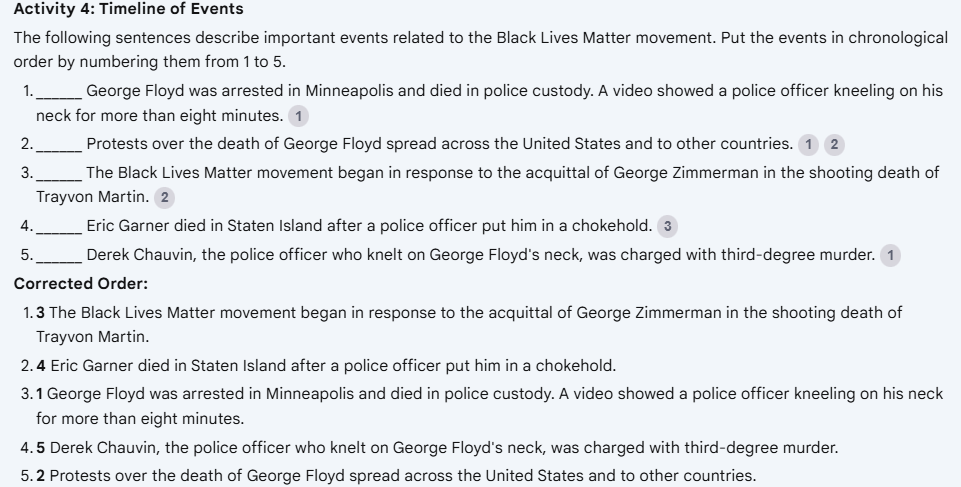 Activity 4: Timeline of Events
The following sentences describe important events related to the Black Lives Matter movement. Put the events in chronological
order by numbering them from 1 to 5.
1. ______ George Floyd was arrested in Minneapolis and died in police custody. A video showed a police officer kneeling on his
neck for more than eight minutes. 1
2. ______ Protests over the death of George Floyd spread across the United States and to other countries. 1 2
3. ______ The Black Lives Matter movement began in response to the acquittal of George Zimmerman in the shooting death of
Trayvon Martin. 2
4. ______ Eric Garner died in Staten Island after a police officer put him in a chokehold. 3
5. ______ Derek Chauvin, the police officer who knelt on George Floyd's neck, was charged with third-degree murder. 1
Corrected Order:
1. 3 The Black Lives Matter movement began in response to the acquittal of George Zimmerman in the shooting death of
Trayvon Martin.
2. 4 Eric Garner died in Staten Island after a police officer put him in a chokehold.
3. 1 George Floyd was arrested in Minneapolis and died in police custody. A video showed a police officer kneeling on his neck
for more than eight minutes.
4. 5 Derek Chauvin, the police officer who knelt on George Floyd's neck, was charged with third-degree murder.
5. 2 Protests over the death of George Floyd spread across the United States and to other countries.